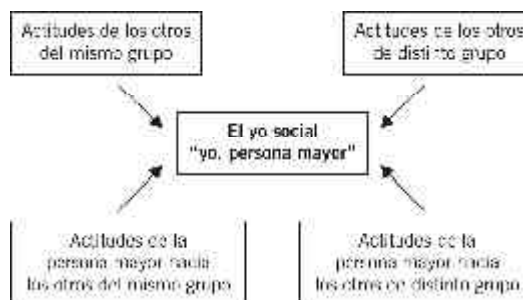 Actitudes de los otros
del mismo grupo
Actitudes de los otros
de distinto grupo
El yo social
"yo, persona mayor"
Actitudes de la
persona mayor hacia
los otros del mismo grupo
Actitudes de la
persona mayor hacia
los otros de distinto grupo